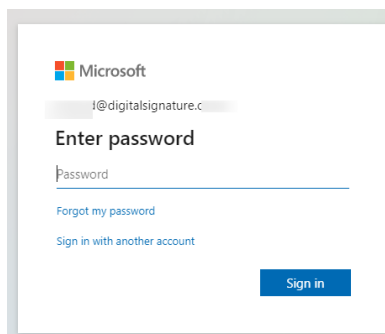 Microsoft
d@digitalsignature.c
Enter password
Password
Forgot my password
Sign in with another account
Sign in